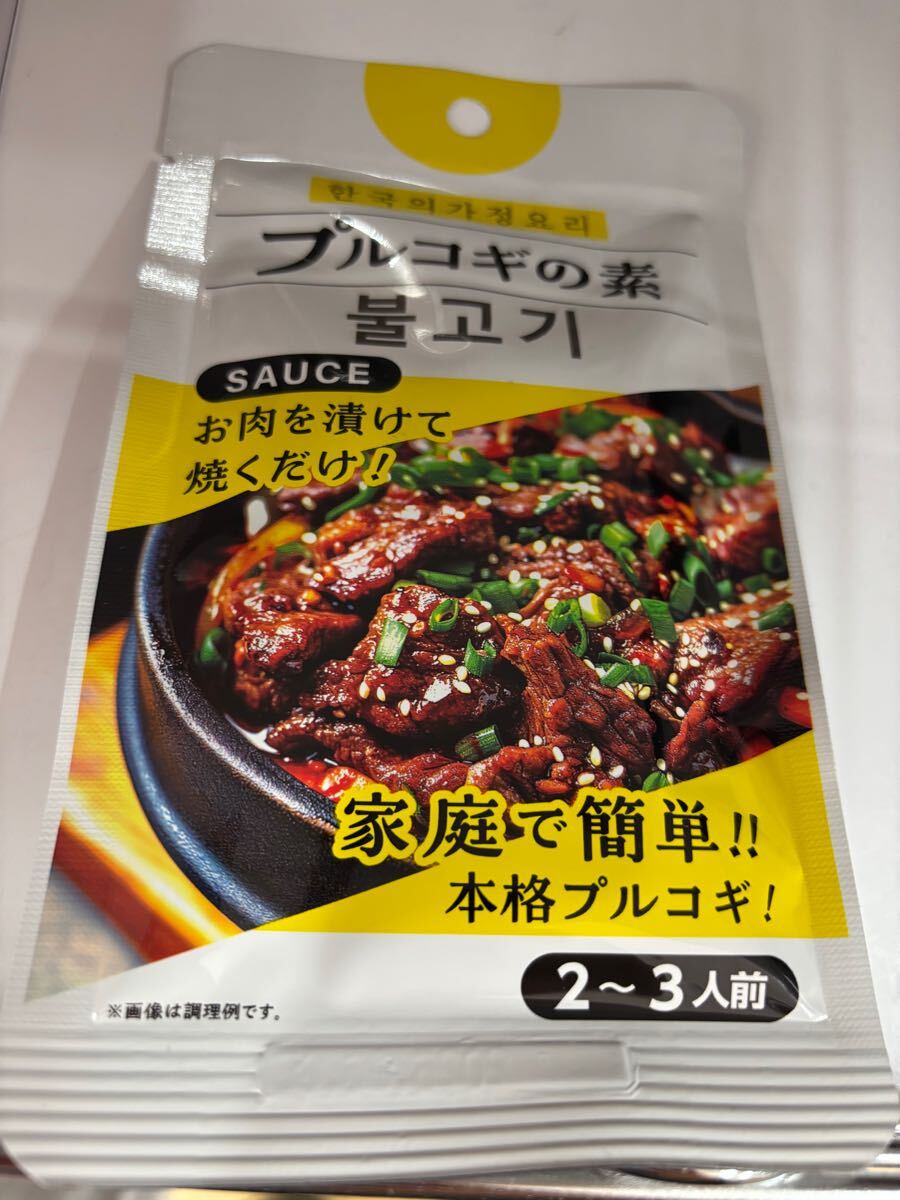 한국의가정요리
プルコギの素
불고기
SAUCE
お肉を漬けて
焼くだけ!
家庭で簡単!!
本格プルコギ!
2～3人前
※画像は調理例です。